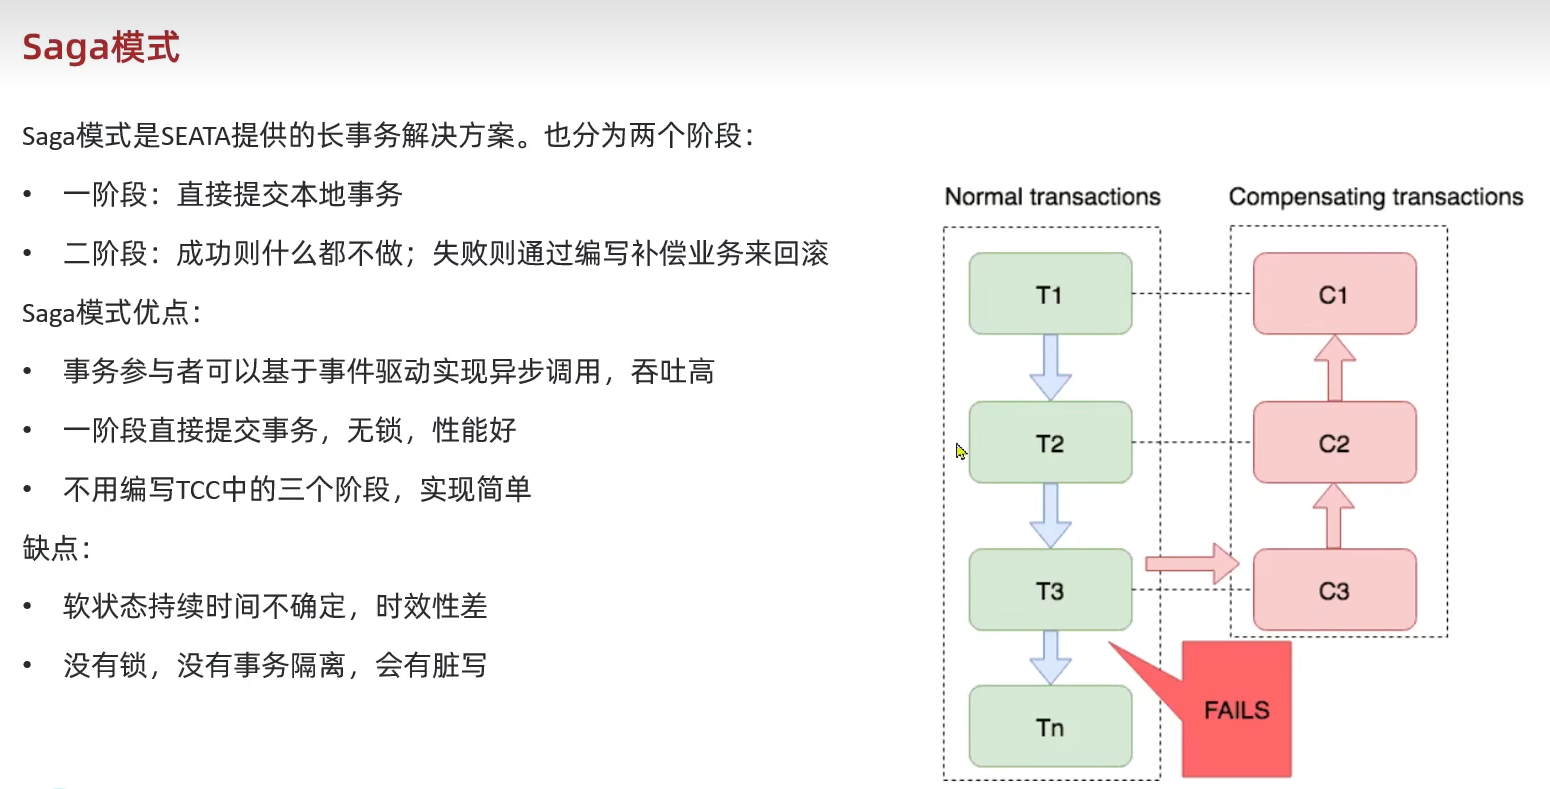 Saga模式
Saga模式是SEATA提供的长事务解决方案。也分为两个阶段：
• 一阶段：直接提交本地事务
• 二阶段：成功则什么都不做；失败则通过编写补偿业务来回滚
Saga模式优点：
• 事务参与者可以基于事件驱动实现异步调用，吞吐高
• 一阶段直接提交事务，无锁，性能好
• 不用编写TCC中的三个阶段，实现简单
缺点：
• 软状态持续时间不确定，时效性差
• 没有锁，没有事务隔离，会有脏写
Normal transactions
T1
T2
T3
Tn
Compensating transactions
C1
C2
C3
FAILS